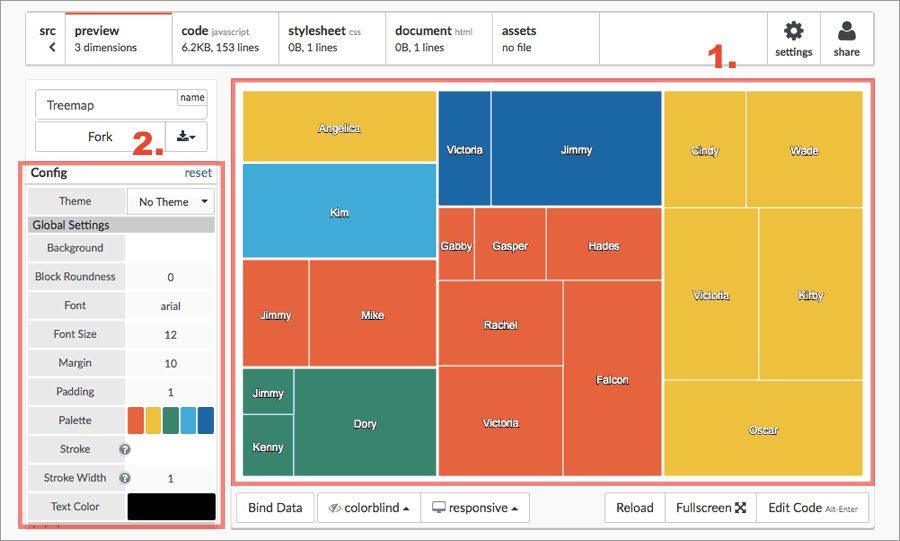 src
preview
3 dimensions
code javascript
6.2KB, 153 lines
stylesheet css
0B, 1 lines
document html
0B, 1 lines
assets
no file
settings
share
1.
Treemap
name
Fork
2.
Config
reset
Theme
No Theme
Global Settings
Background
Block Roundness
0
Font
arial
Font Size
12
Margin
10
Padding
1
Palette
Stroke
?
Stroke Width
?
1
Text Color
Angelica
Kim
Jimmy
Mike
Jimmy
Kenny
Dory
Victoria
Jimmy
Gabby
Gasper
Hades
Rachel
Victoria
Falcon
Cindy
Wade
Victoria
Kirby
Oscar
Bind Data
colorblind
responsive
Reload
Fullscreen
Edit Code Alt-Enter